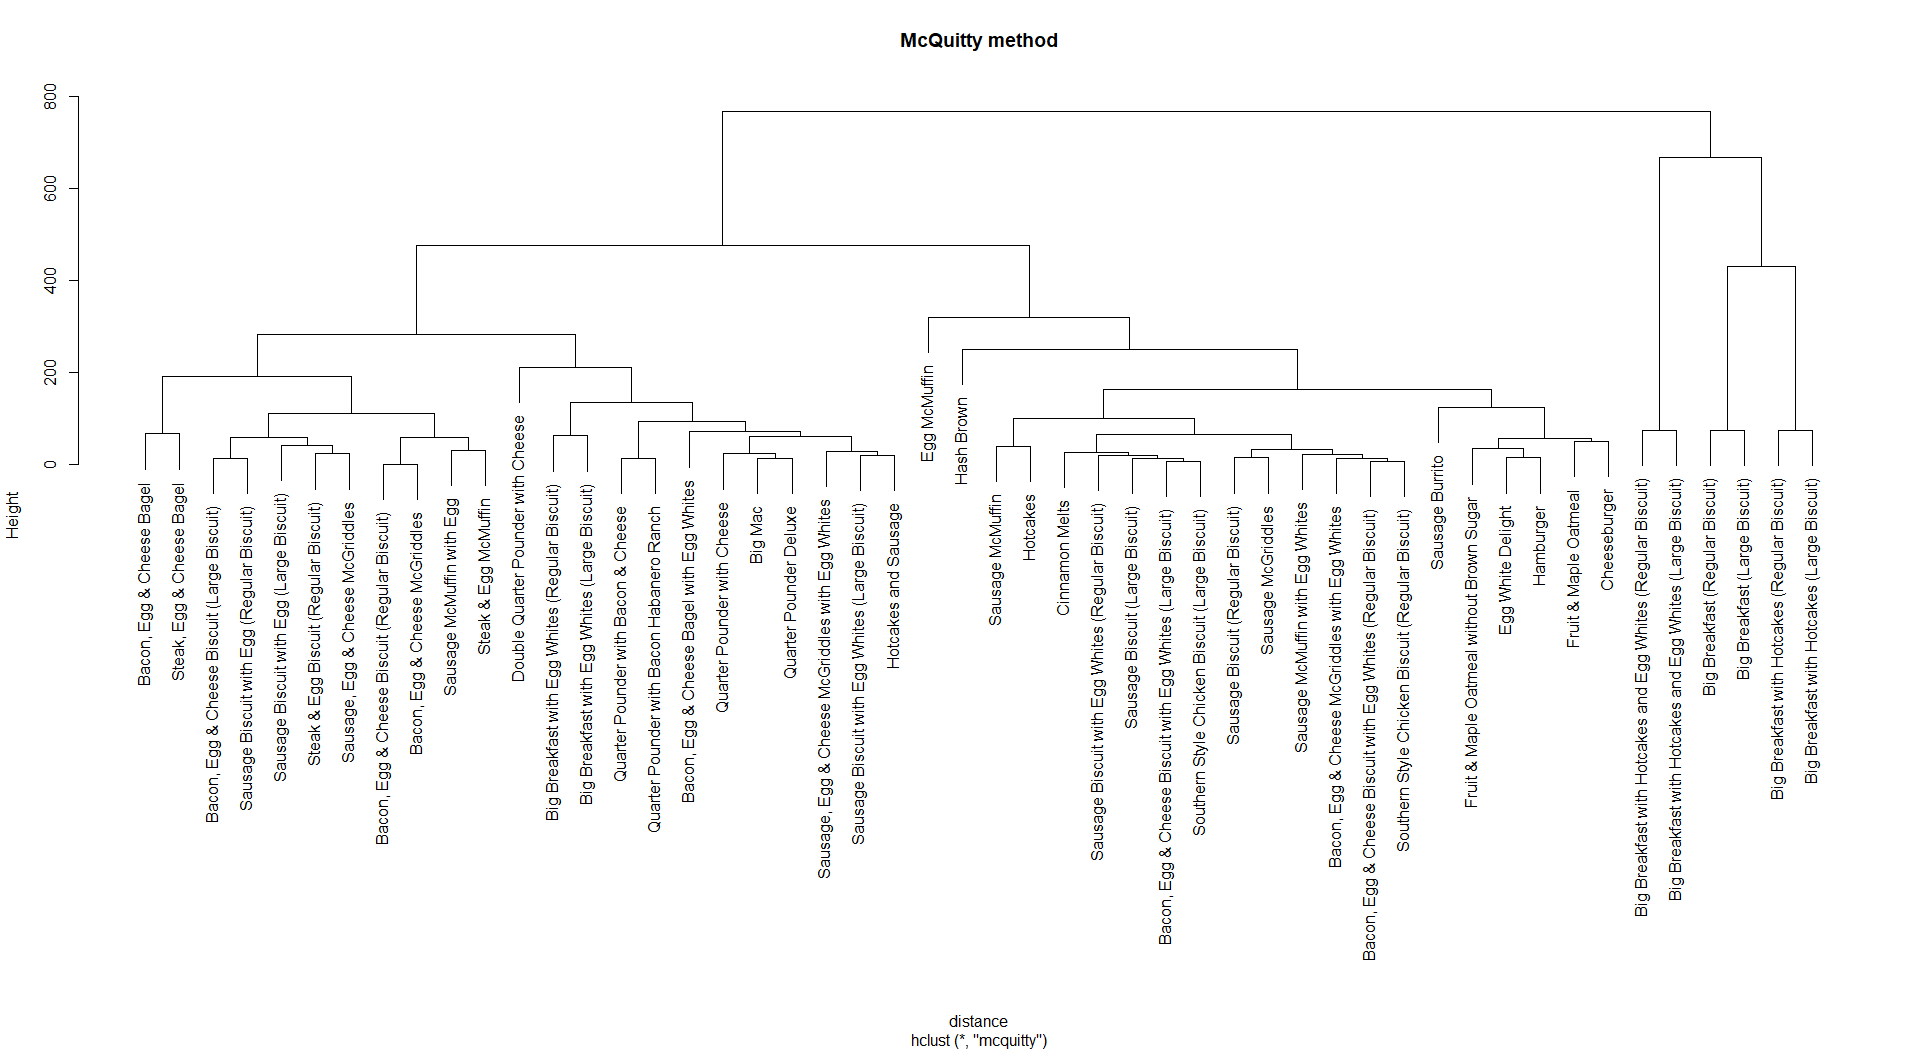 McQuitty method
Height
800
600
400
200
0
Bacon, Egg & Cheese Bagel
Steak, Egg & Cheese Bagel
Bacon, Egg & Cheese Biscuit (Large Biscuit)
Sausage Biscuit with Egg (Regular Biscuit)
Sausage Biscuit with Egg (Large Biscuit)
Steak & Egg Biscuit (Regular Biscuit)
Sausage, Egg & Cheese McGriddles
Bacon, Egg & Cheese Biscuit (Regular Biscuit)
Bacon, Egg & Cheese McGriddles
Sausage McMuffin with Egg
Steak & Egg McMuffin
Double Quarter Pounder with Cheese
Big Breakfast with Egg Whites (Regular Biscuit)
Big Breakfast with Egg Whites (Large Biscuit)
Quarter Pounder with Bacon & Cheese
Quarter Pounder with Bacon Habanero Ranch
Bacon, Egg & Cheese Bagel with Egg Whites
Quarter Pounder with Cheese
Big Mac
Quarter Pounder Deluxe
Sausage, Egg & Cheese McGriddles with Egg Whites
Sausage Biscuit with Egg Whites (Large Biscuit)
Hotcakes and Sausage
Egg McMuffin
Hash Brown
Sausage McMuffin
Hotcakes
Cinnamon Melts
Sausage Biscuit with Egg Whites (Regular Biscuit)
Sausage Biscuit (Large Biscuit)
Bacon, Egg & Cheese Biscuit with Egg Whites (Large Biscuit)
Southern Style Chicken Biscuit (Large Biscuit)
Sausage Biscuit (Regular Biscuit)
Sausage McGriddles
Sausage McMuffin with Egg Whites
Bacon, Egg & Cheese McGriddles with Egg Whites
Bacon, Egg & Cheese Biscuit with Egg Whites (Regular Biscuit)
Southern Style Chicken Biscuit (Regular Biscuit)
Sausage Burrito
Fruit & Maple Oatmeal without Brown Sugar
Egg White Delight
Hamburger
Fruit & Maple Oatmeal
Cheeseburger
Big Breakfast with Hotcakes and Egg Whites (Regular Biscuit)
Big Breakfast with Hotcakes and Egg Whites (Large Biscuit)
Big Breakfast (Regular Biscuit)
Big Breakfast (Large Biscuit)
Big Breakfast with Hotcakes (Regular Biscuit)
Big Breakfast with Hotcakes (Large Biscuit)
distance
hclust (*, "mcquitty")